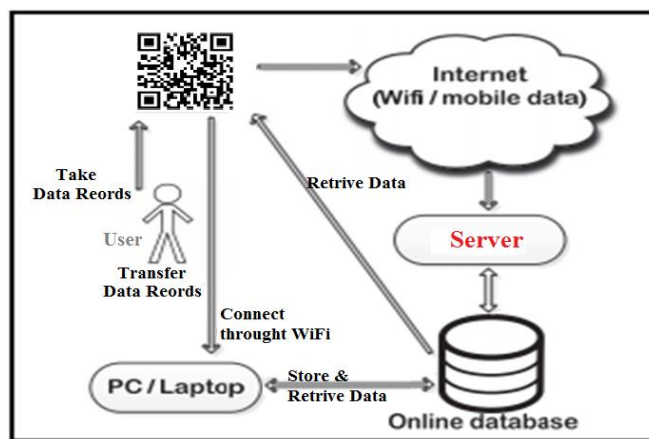 Internet
(Wifi / mobile data)
Take
Data Reords
Retrive Data
User
Server
Transfer
Data Reords
Connect
throught WiFi
PC / Laptop
Store &
Retrive Data
Online database